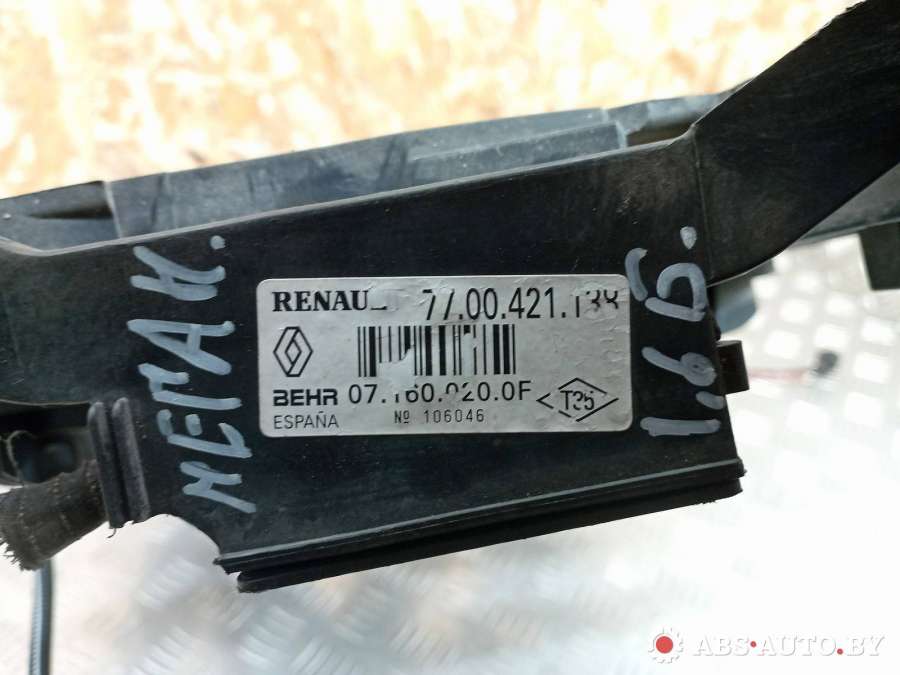 МЕГАН.
RENAULT 77.00.421.138
BEHR 07.160.020.0F
ESPAÑA Nº 106046
T35
1,9Б.
ABS-AUTO.BY